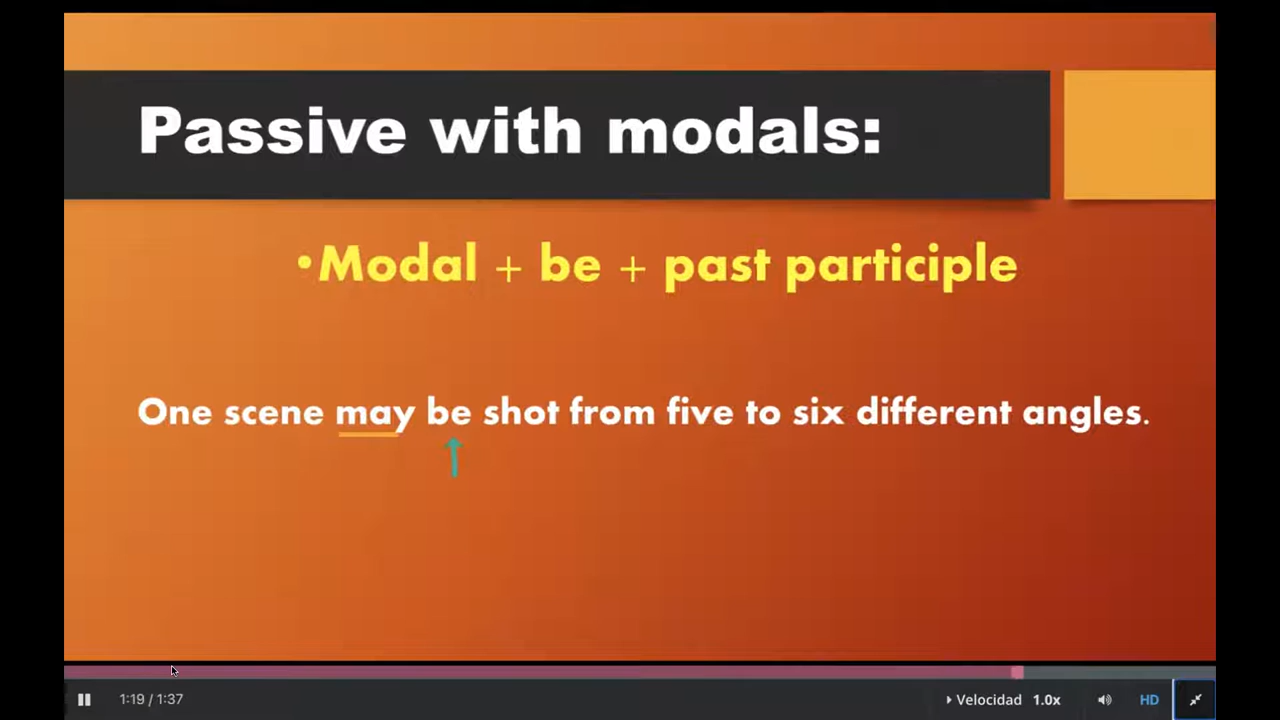 Passive with modals:
•Modal + be + past participle
One scene may be shot from five to six different angles.
1:19 / 1:37
Velocidad 1.0x
HD